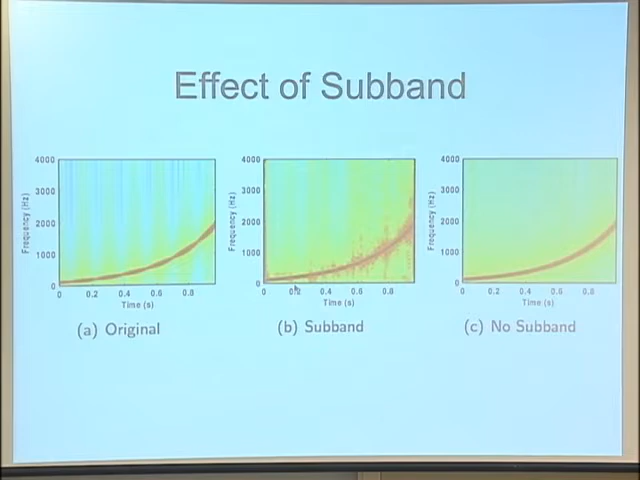 Effect of Subband
4000
3000
2000
1000
0
Frequency (Hz)
0 0.2 0.4 0.6 0.8
Time (s)
(a) Original
4000
3000
2000
1000
0
Frequency (Hz)
0 0.2 0.4 0.6 0.8
Time (s)
(b) Subband
4000
3000
2000
1000
0
Frequency (Hz)
0 0.2 0.4 0.6 0.8
Time (s)
(c) No Subband